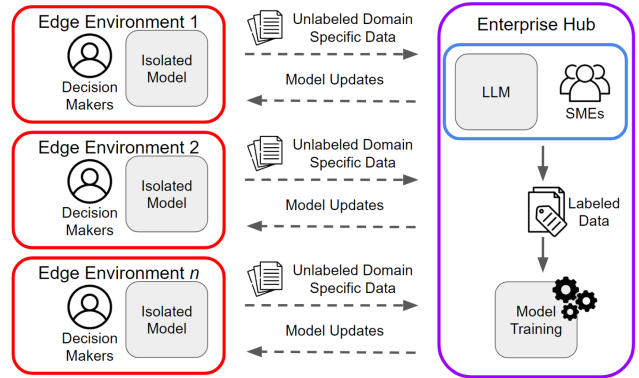 Edge Environment 1
Decision
Makers
Isolated
Model
Unlabeled Domain
Specific Data
Model Updates
Edge Environment 2
Decision
Makers
Isolated
Model
Unlabeled Domain
Specific Data
Model Updates
Edge Environment n
Decision
Makers
Isolated
Model
Unlabeled Domain
Specific Data
Model Updates
Enterprise Hub
LLM
SMEs
Labeled
Data
Model
Training